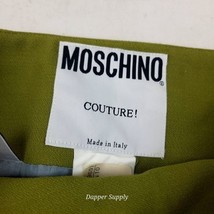 MOSCHINO
COUTURE!
Made in Italy
Dapper Supply